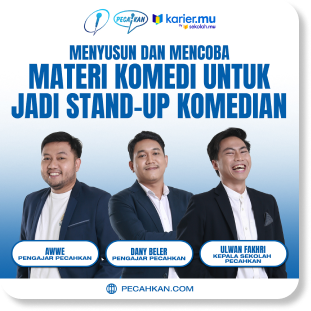 PECAHKAN
karier.mu
by sekolah.mu
MENYUSUN DAN MENCOBA
MATERI KOMEDI UNTUK
JADI STAND-UP KOMEDIAN
AWWE
PENGAJAR PECAHKAN
DANY BELER
PENGAJAR PECAHKAN
ULWAN FAKHRI
KEPALA SEKOLAH
PECAHKAN
PECAHKAN.COM